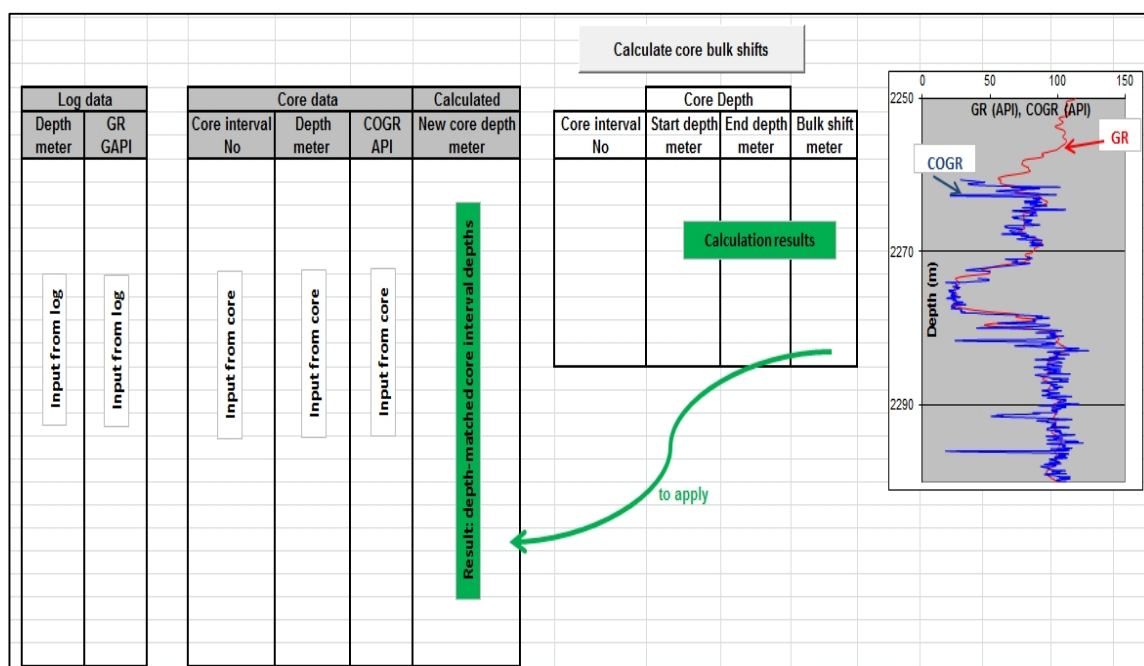 Calculate core bulk shifts
Log data
Depth
meter
GR
GAPI
Input from log
Input from log
Core data
Calculated
Core interval
No
Depth
meter
COGR
API
New core depth
meter
Input from core
Input from core
Input from core
Result: depth-matched core interval depths
Core Depth
Core interval
No
Start depth
meter
End depth
meter
Bulk shift
meter
Calculation results
to apply
0 50 100 150
GR (API), COGR (API)
2250
2270
2290
Depth (m)
GR
COGR